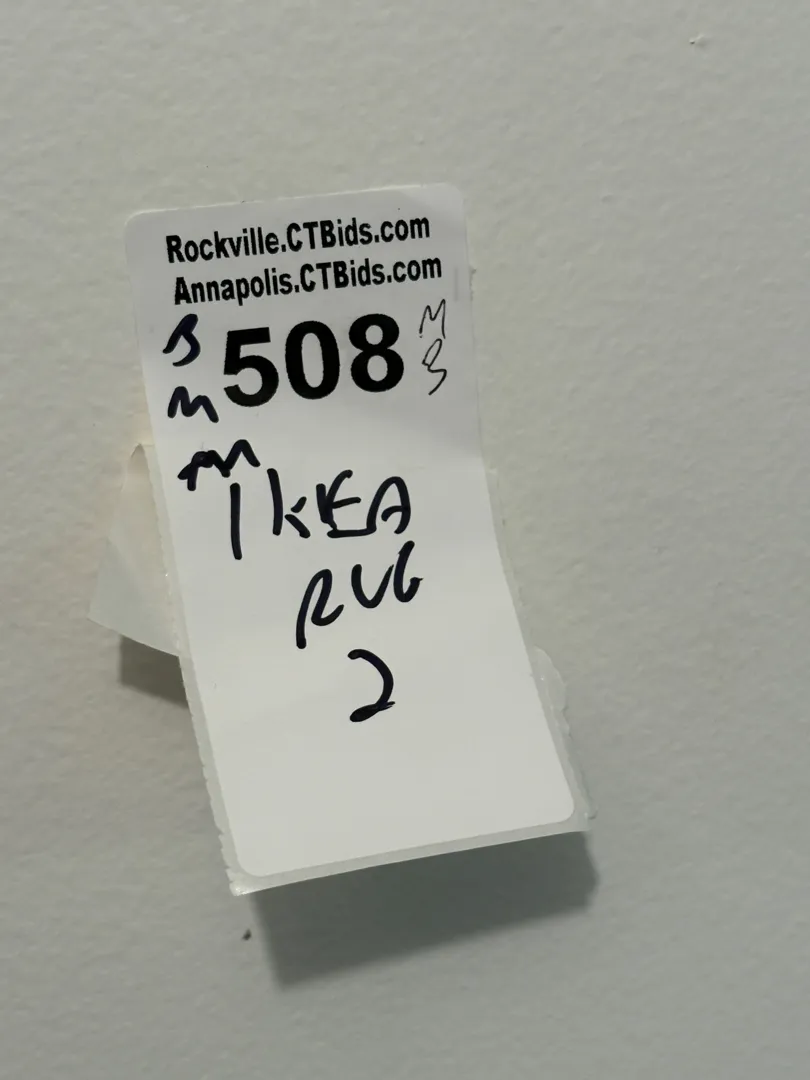 Rockville.CTBids.com
Annapolis.CTBids.com
B 508 M
M B
M
IKEA
RUG
2